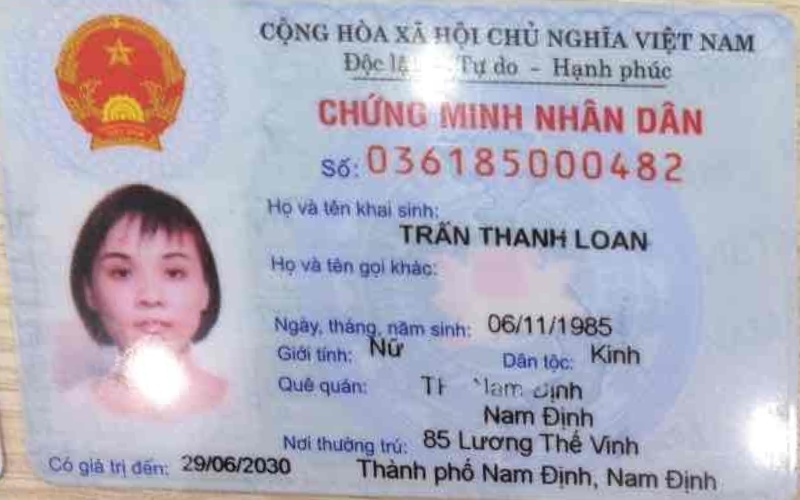 CỘNG HÒA XÃ HỘI CHỦ NGHĨA VIỆT NAM
Độc Tự do - Hạnh phúc
CHỨNG MINH NHÂN DÂN
Số: 036185000482
Họ và tên khai sinh:
TRẦN THANH LOAN
Họ và tên gọi khác:
Ngày, tháng, năm sinh: 06/11/1985
Giới tính: Nữ Dân tộc: Kinh
Quê quán: Nam Định
Nam Định
Nơi thường trú: 85 Lương Thế Vinh
Có giá trị đến: 29/06/2030 Thành phố Nam Định, Nam Định